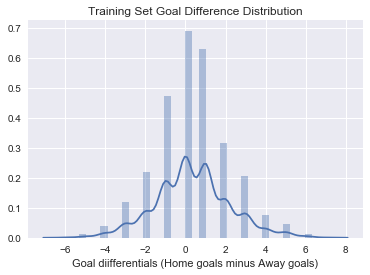 Training Set Goal Difference Distribution
0.7
0.6
0.5
0.4
0.3
0.2
0.1
0.0
−6 −4 −2 0 2 4 6 8
Goal differentials (Home goals minus Away goals)